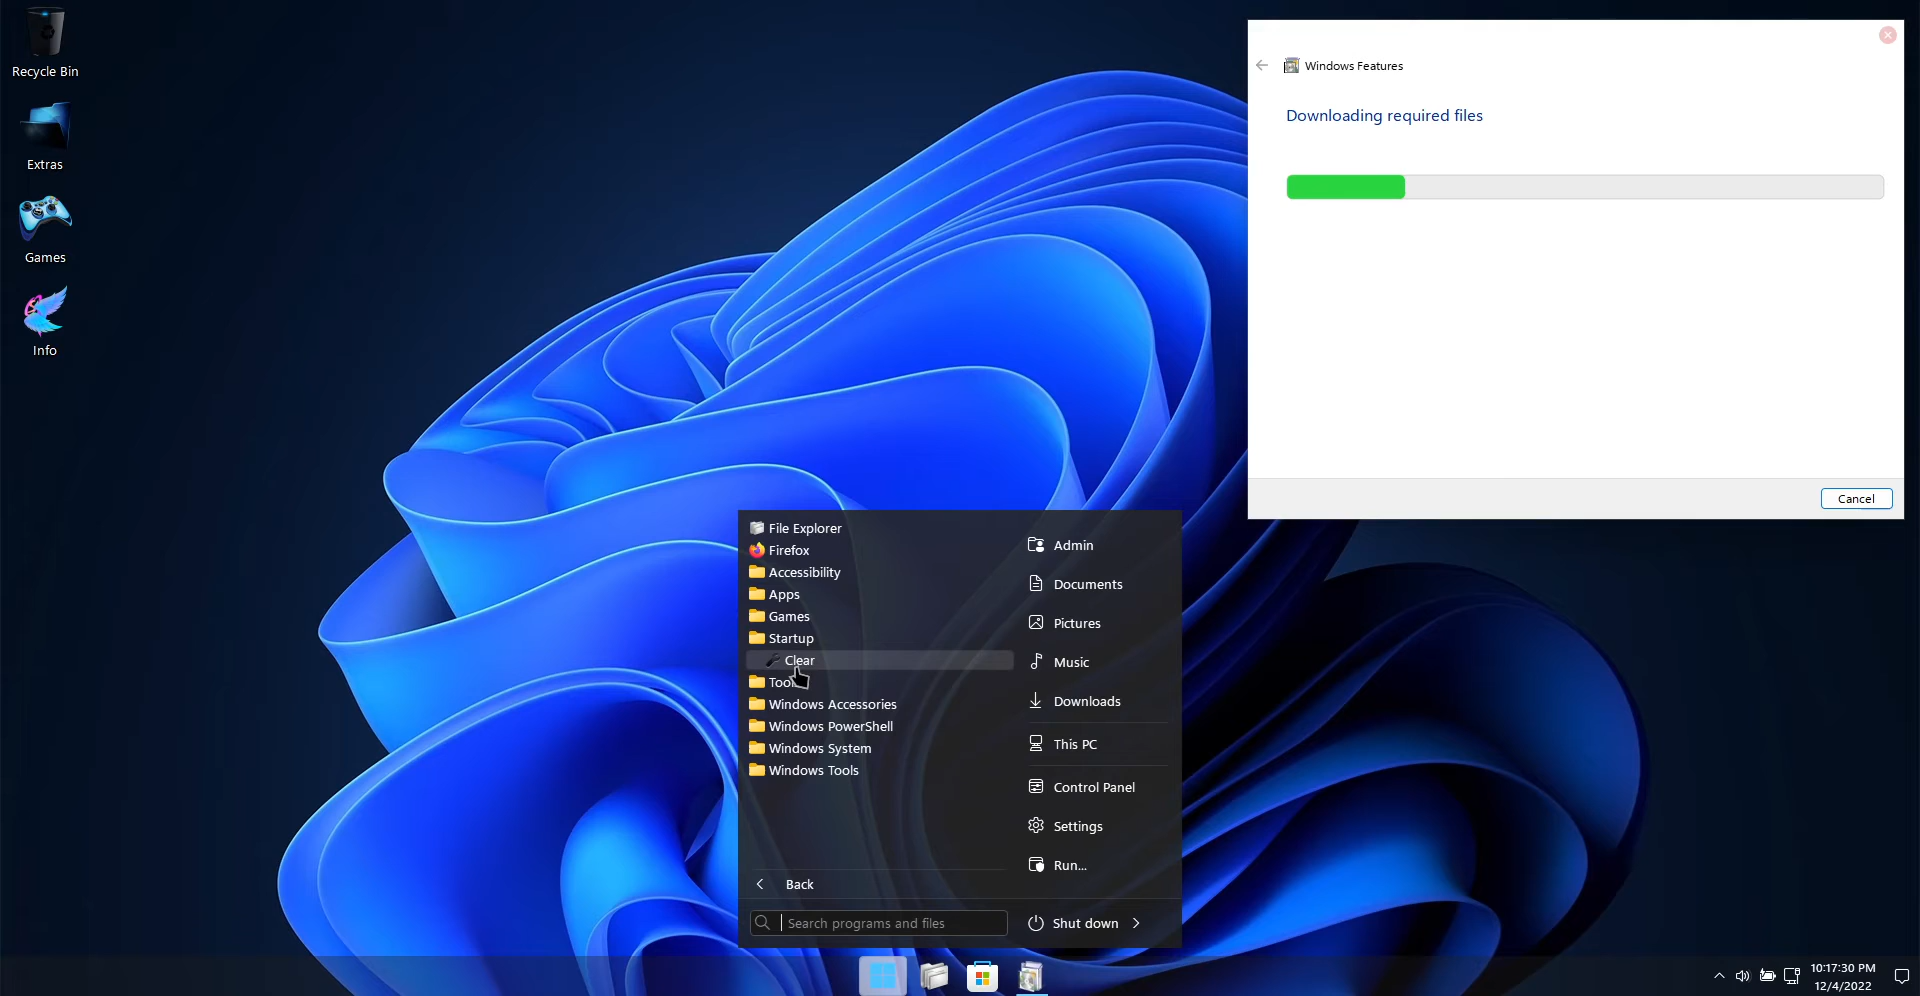 Recycle Bin
Extras
Games
Info
Windows Features
Downloading required files
Cancel
File Explorer
Firefox
Accessibility
Apps
Games
Startup
Clear
Windows Accessories
Windows PowerShell
Windows System
Windows Tools
Back
Search programs and files
Admin
Documents
Pictures
Music
Downloads
This PC
Control Panel
Settings
Run...
Shut down
10:17:30 PM
12/4/2022